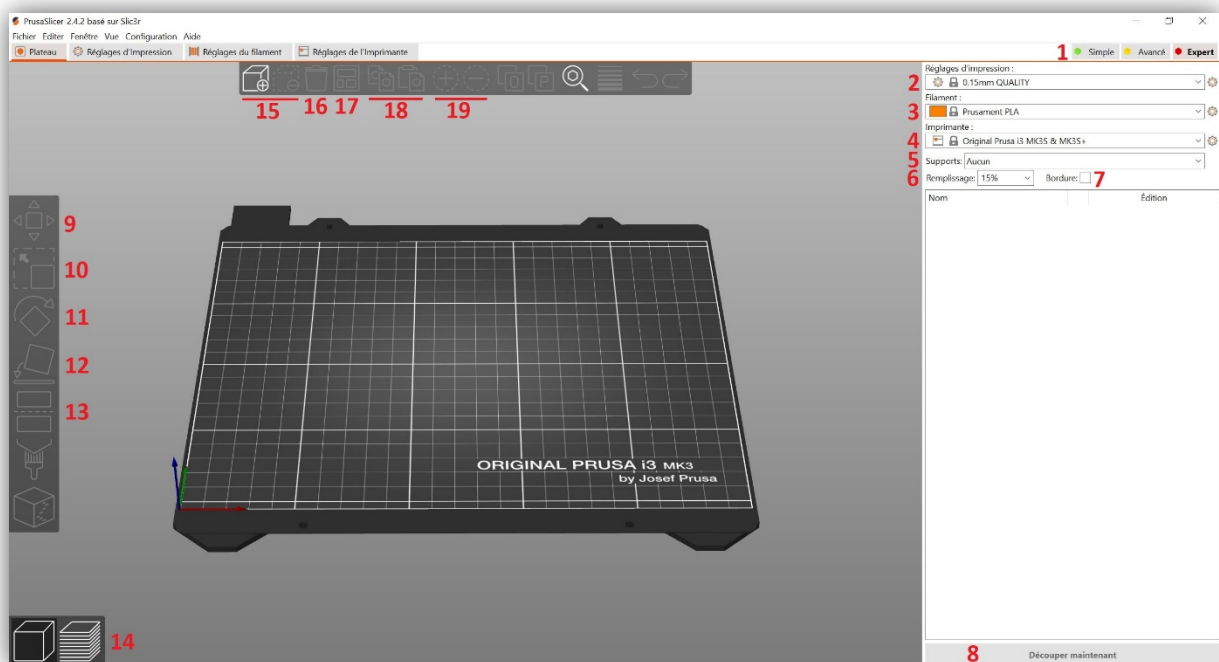 PrusaSlicer 2.4.2 basé sur Slic3r
Fichier Editer Fenêtre Vue Configuration Aide
Plateau Réglages d'Impression Réglages du filament Réglages de l'Imprimante 1 Simple Avancé Expert
15 16 17 18 19
Réglages d'impression :
2 0.15mm QUALITY
Filament :
3 Prusament PLA
Imprimante :
4 Original Prusa i3 MK3S & MK3S+
5 Supports: Aucun
6 Remplissage: 15% Bordure: 7
Nom Édition
9
10
11
12
13
ORIGINAL PRUSA i3 MK3
by Josef Prusa
14
8 Découper maintenant